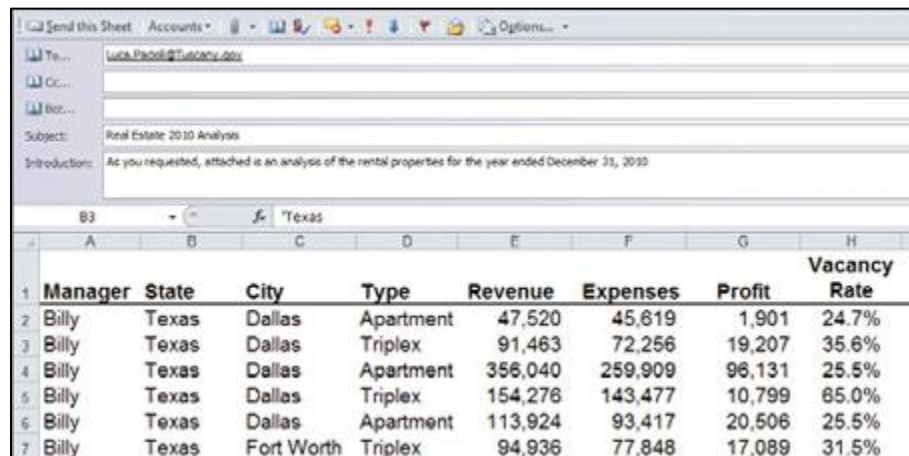 Send this Sheet Accounts Options...
To... Luca.Pacioli@Tuscany.gov
Cc...
Bcc...
Subject: Real Estate 2010 Analysis
Introduction: As you requested, attached is an analysis of the rental properties for the year ended December 31, 2010
B3 fx 'Texas
A B C D E F G H
Vacancy
1 Manager State City Type Revenue Expenses Profit Rate
2 Billy Texas Dallas Apartment 47,520 45,619 1,901 24.7%
3 Billy Texas Dallas Triplex 91,463 72,256 19,207 35.6%
4 Billy Texas Dallas Apartment 356,040 259,909 96,131 25.5%
5 Billy Texas Dallas Triplex 154,276 143,477 10,799 65.0%
6 Billy Texas Dallas Apartment 113,924 93,417 20,506 25.5%
7 Billy Texas Fort Worth Triplex 94,936 77,848 17,089 31.5%